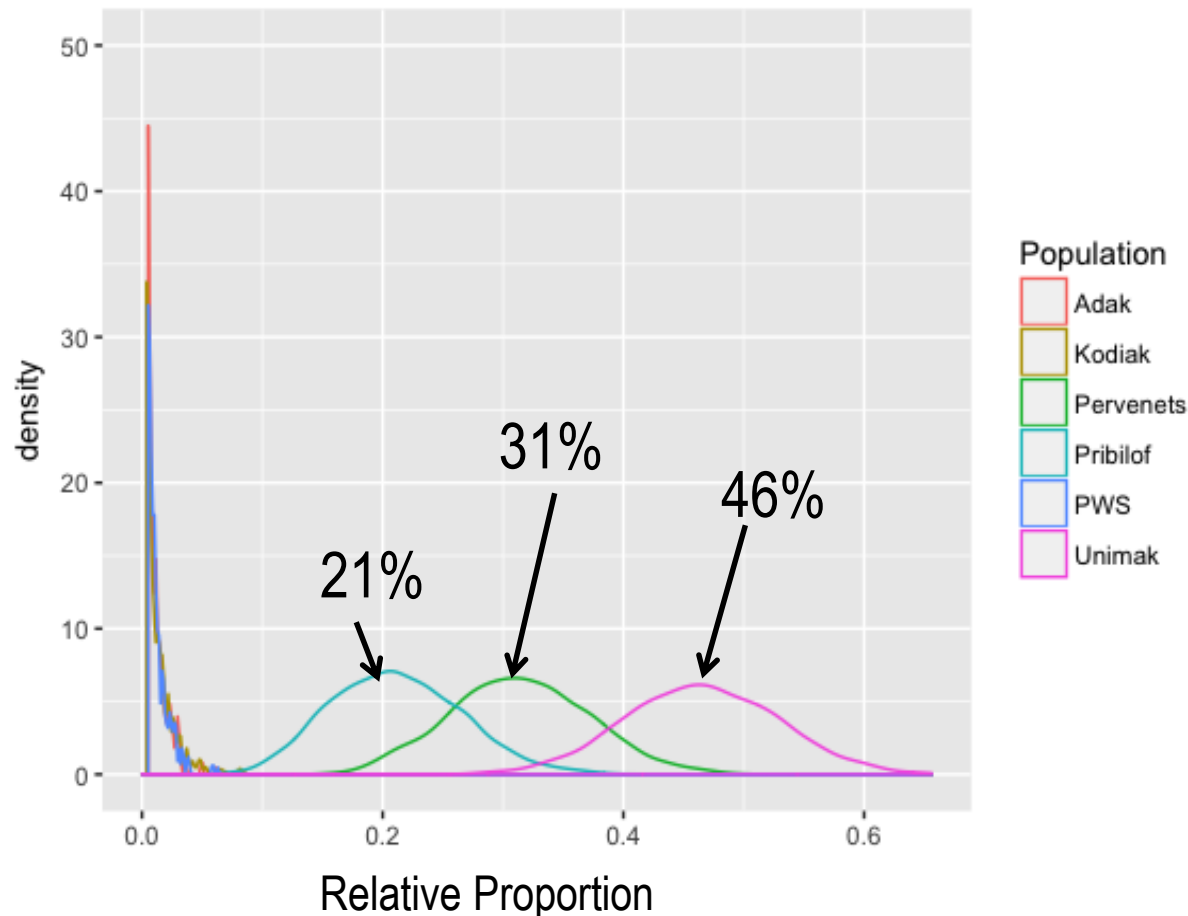 50
40
30
20
10
0
density
31%
46%
21%
0.0 0.2 0.4 0.6
Relative Proportion
Population
Adak
Kodiak
Pervenets
Pribilof
PWS
Unimak